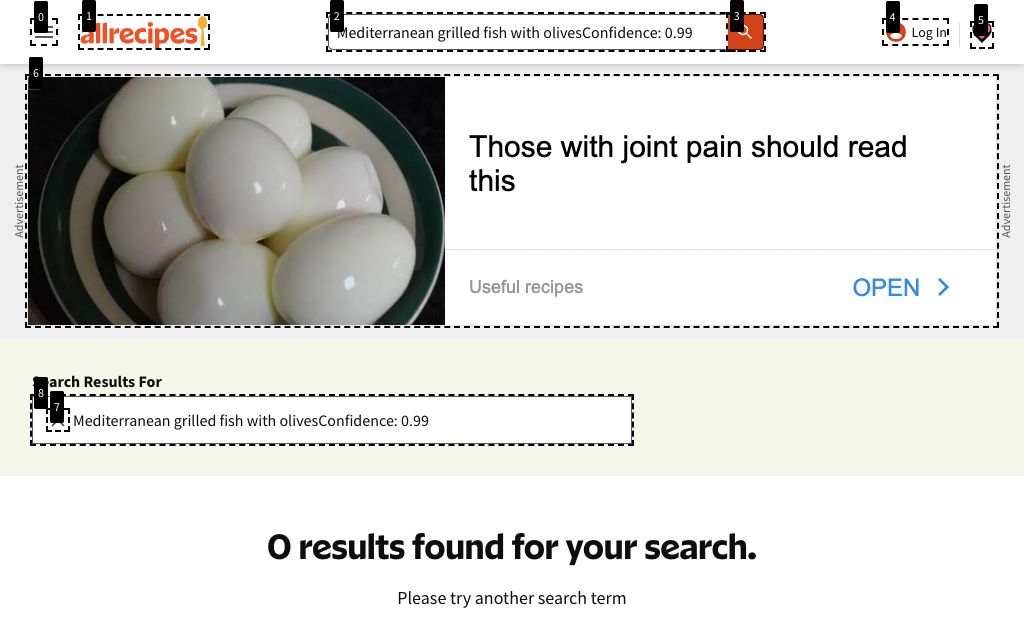 0
1
allrecipes
2
Mediterranean grilled fish with olivesConfidence: 0.99
3
4
Log In
5
6
Advertisement
Those with joint pain should read
this
Useful recipes
OPEN
Advertisement
Search Results For
8
7
Mediterranean grilled fish with olivesConfidence: 0.99
0 results found for your search.
Please try another search term